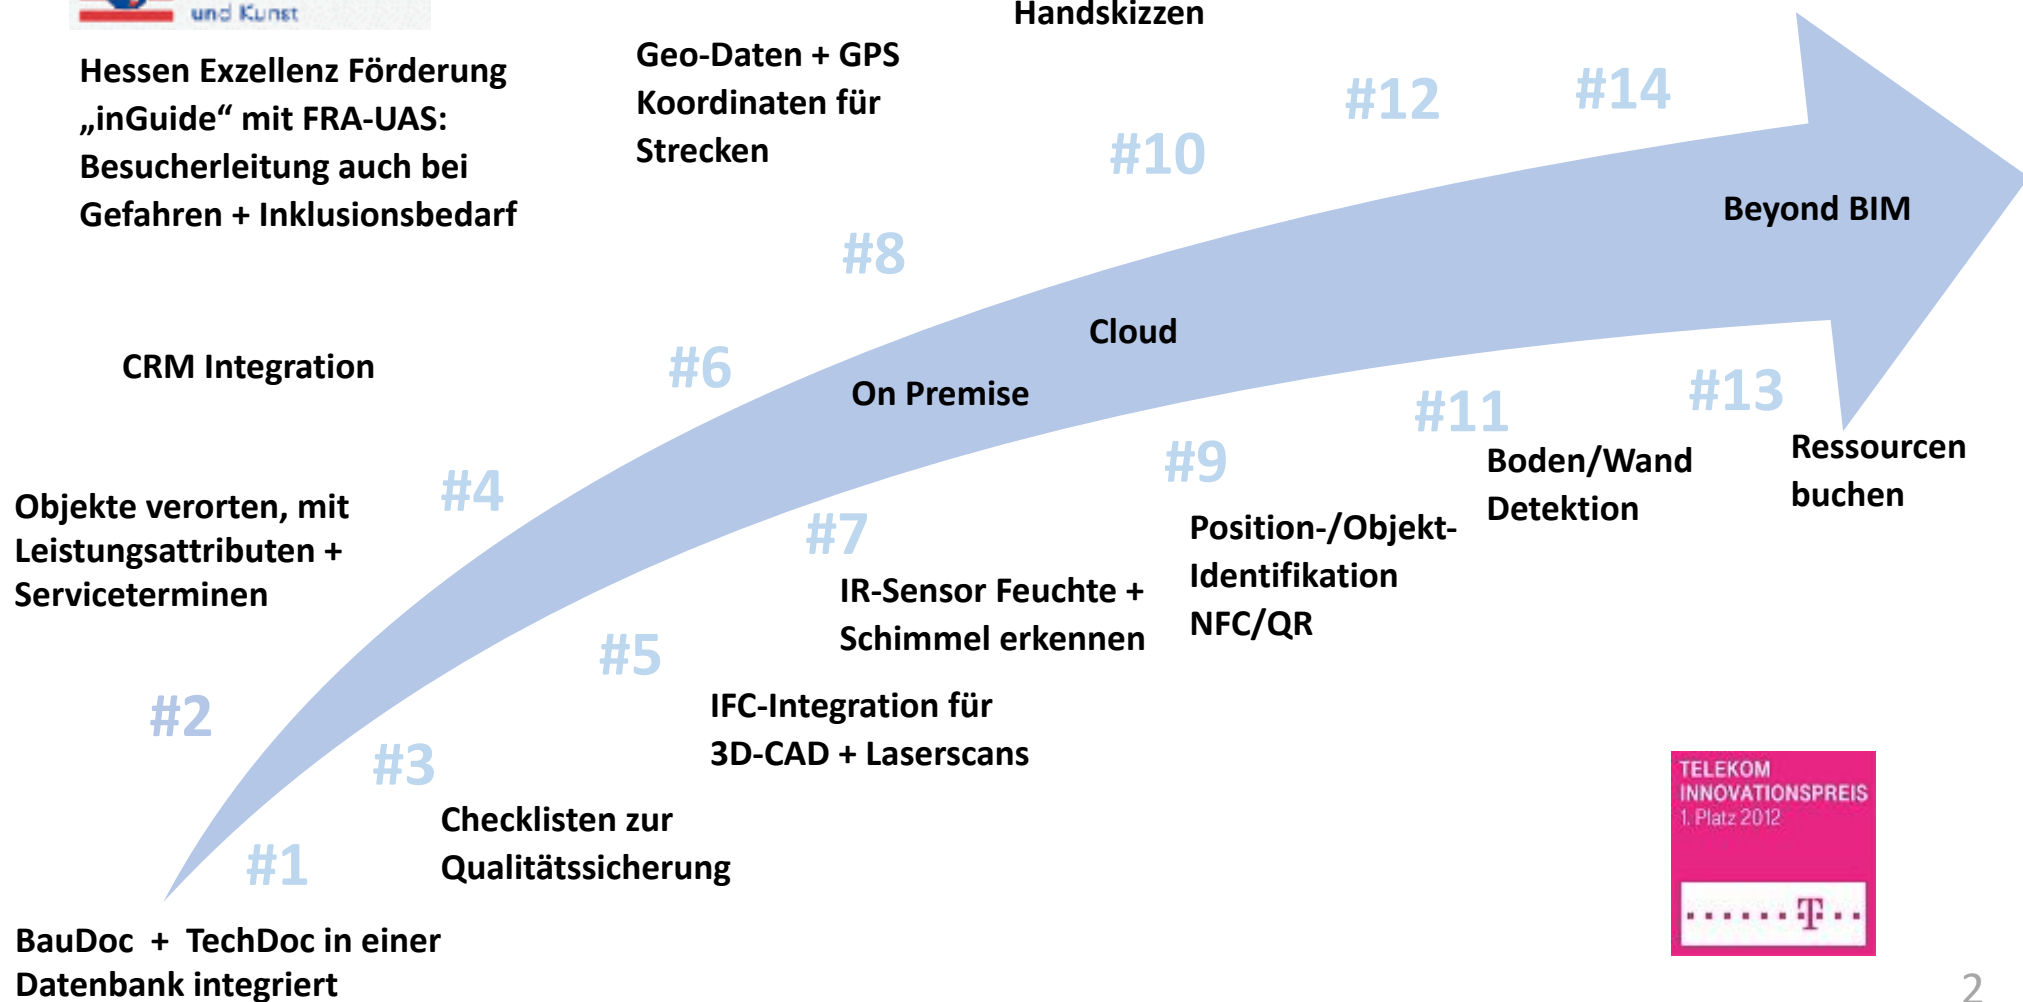 und Kunst
Handskizzen
Hessen Exzellenz Förderung
„inGuide“ mit FRA-UAS:
Besucherleitung auch bei
Gefahren + Inklusionsbedarf
Geo-Daten + GPS
Koordinaten für
Strecken
#12
#14
#10
Beyond BIM
#8
Cloud
CRM Integration
#6
On Premise
#13
#11
Ressourcen
buchen
#9
Boden/Wand
Detektion
#4
Objekte verorten, mit
Leistungsattributen +
Serviceterminen
#7
Position-/Objekt-
Identifikation
NFC/QR
IR-Sensor Feuchte +
Schimmel erkennen
#5
IFC-Integration für
3D-CAD + Laserscans
#2
#3
Checklisten zur
Qualitätssicherung
#1
TELEKOM
INNOVATIONSPREIS
1. Platz 2012
T
BauDoc + TechDoc in einer
Datenbank integriert
2